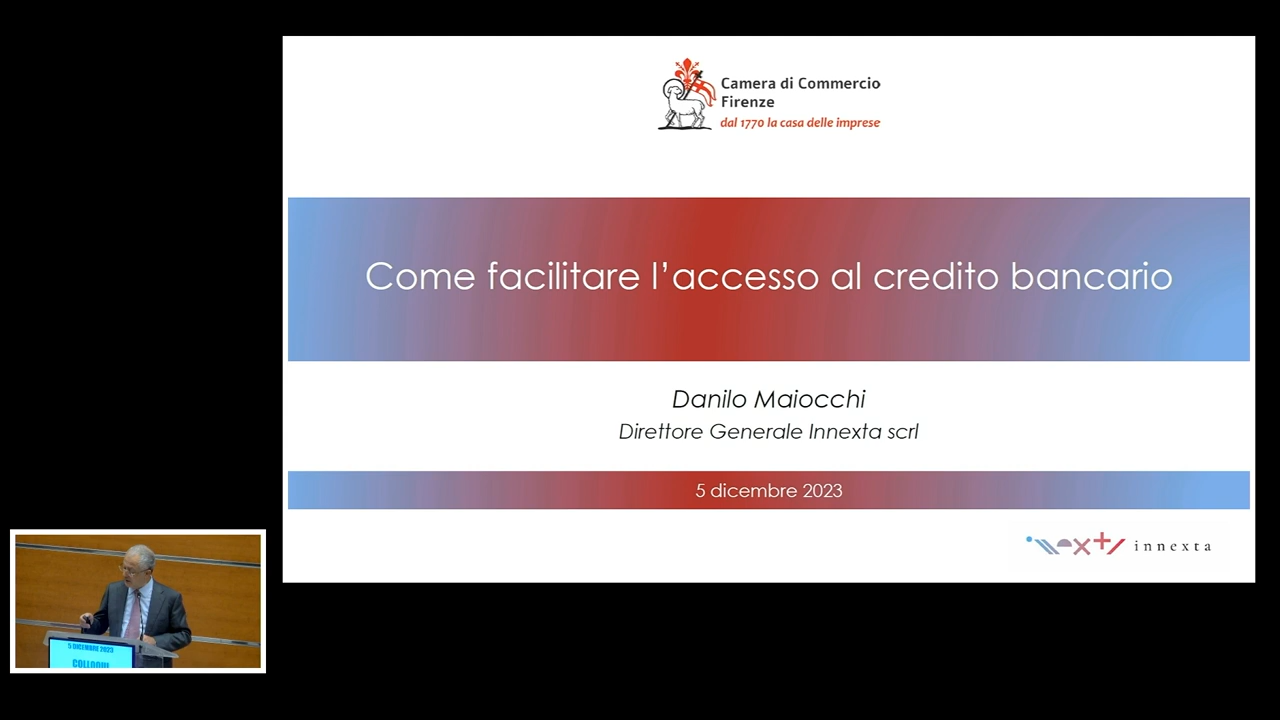 Camera di Commercio
Firenze
dal 1770 la casa delle imprese
Come facilitare l'accesso al credito bancario
Danilo Maiocchi
Direttore Generale Innexta scrl
5 dicembre 2023
innexta
5 DICEMBRE 2023
COLLOQUI